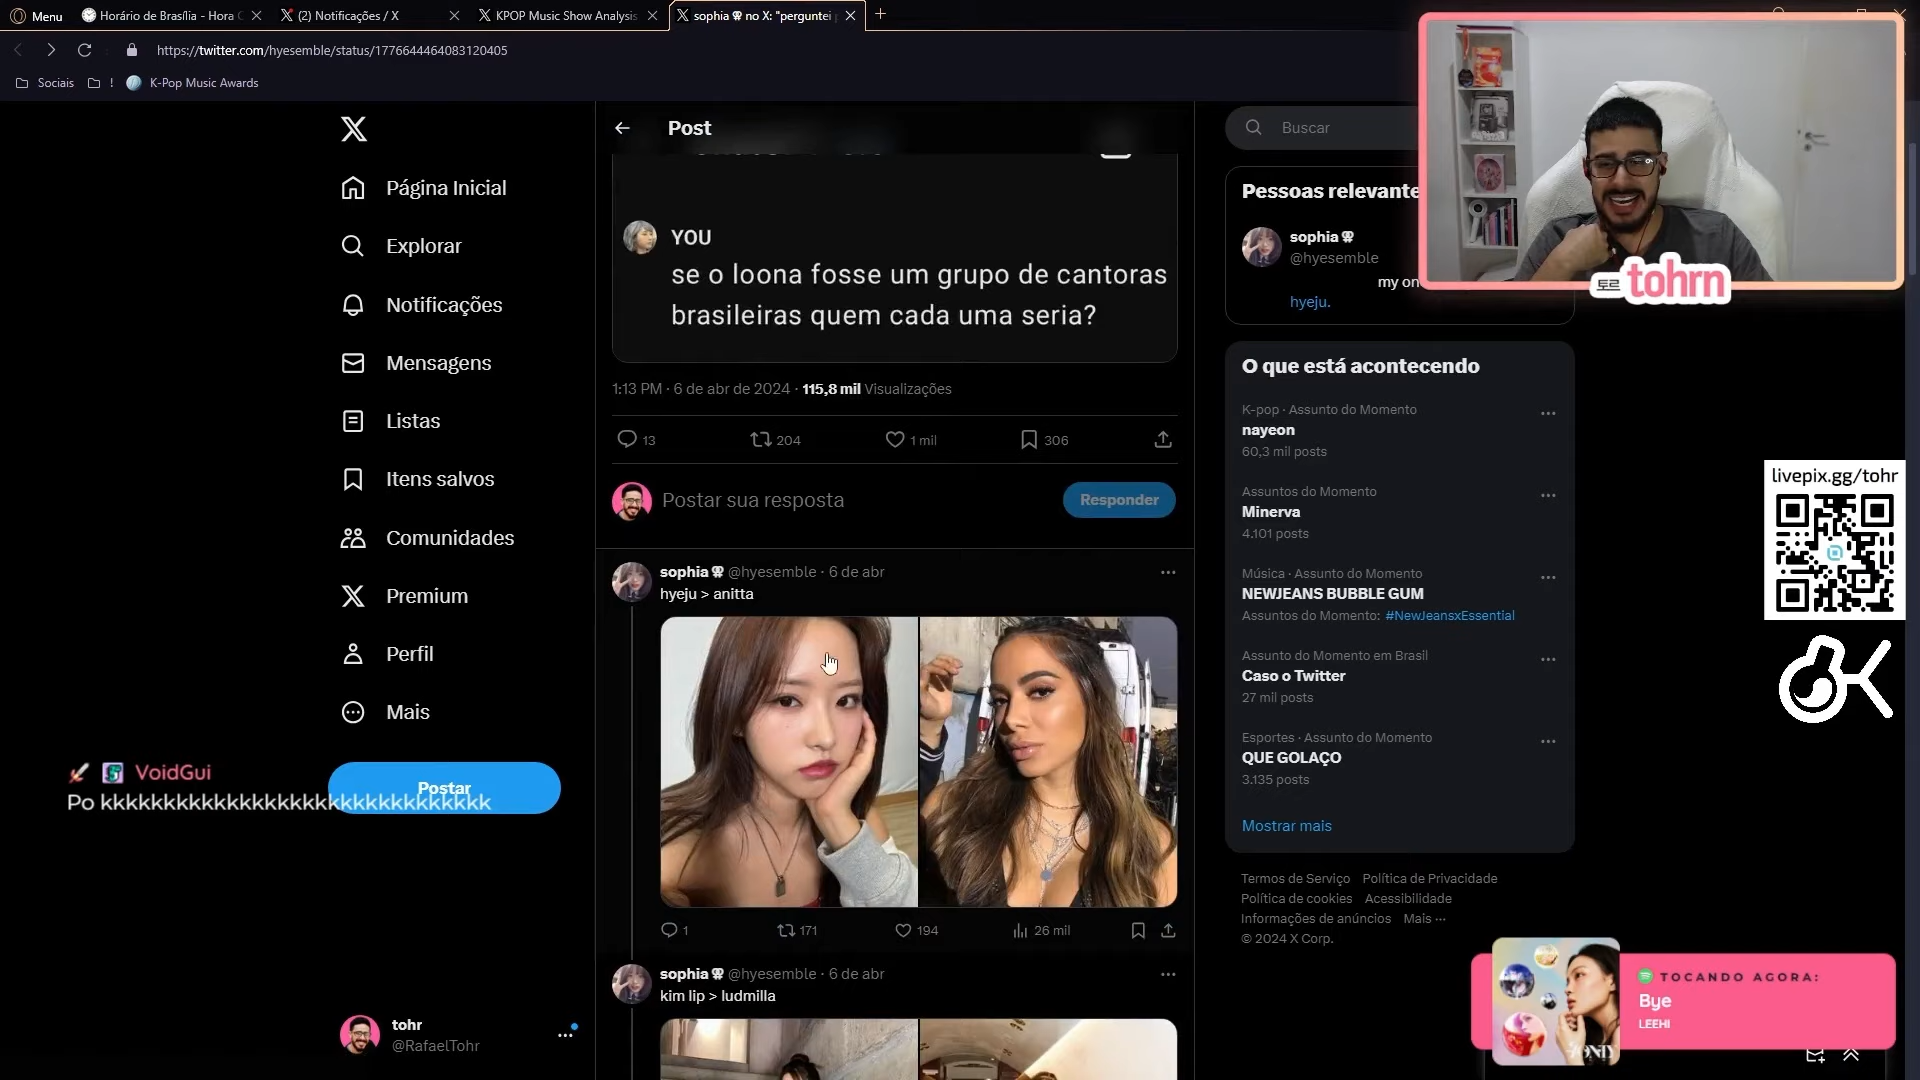 Menu
Horário de Brasília - Hora C
(2) Notificações / X
KPOP Music Show Analysis
sophia no X: "perguntei
https://twitter.com/hyesemble/status/1776644464083120405
Sociais
!
K-Pop Music Awards
Página Inicial
Explorar
Notificações
Mensagens
Listas
Itens salvos
Comunidades
Premium
Perfil
Mais
Postar
VoidGui
Po kkkkkkkkkkkkkkkkkkkkkkkkkkkkkkk
tohr
@RafaelTohr
Post
YOU
se o loona fosse um grupo de cantoras
brasileiras quem cada uma seria?
1:13 PM · 6 de abr de 2024 · 115,8 mil Visualizações
13
204
1 mil
306
Postar sua resposta
Responder
sophia @hyesemble · 6 de abr
hyeju > anitta
1
171
194
26 mil
sophia @hyesemble · 6 de abr
kim lip > ludmilla
Buscar
Pessoas relevante
sophia
@hyesemble
my on
hyeju.
O que está acontecendo
K-pop · Assunto do Momento
nayeon
60,3 mil posts
Assuntos do Momento
Minerva
4.101 posts
Música · Assunto do Momento
NEWJEANS BUBBLE GUM
Assuntos do Momento: #NewJeansxEssential
Assunto do Momento em Brasil
Caso o Twitter
27 mil posts
Esportes · Assunto do Momento
QUE GOLAÇO
3.135 posts
Mostrar mais
Termos de Serviço Política de Privacidade
Política de cookies Acessibilidade
Informações de anúncios Mais ···
© 2024 X Corp.
토르 tohrn
livepix.gg/tohr
OK
TOCANDO AGORA:
Bye
LEEHI